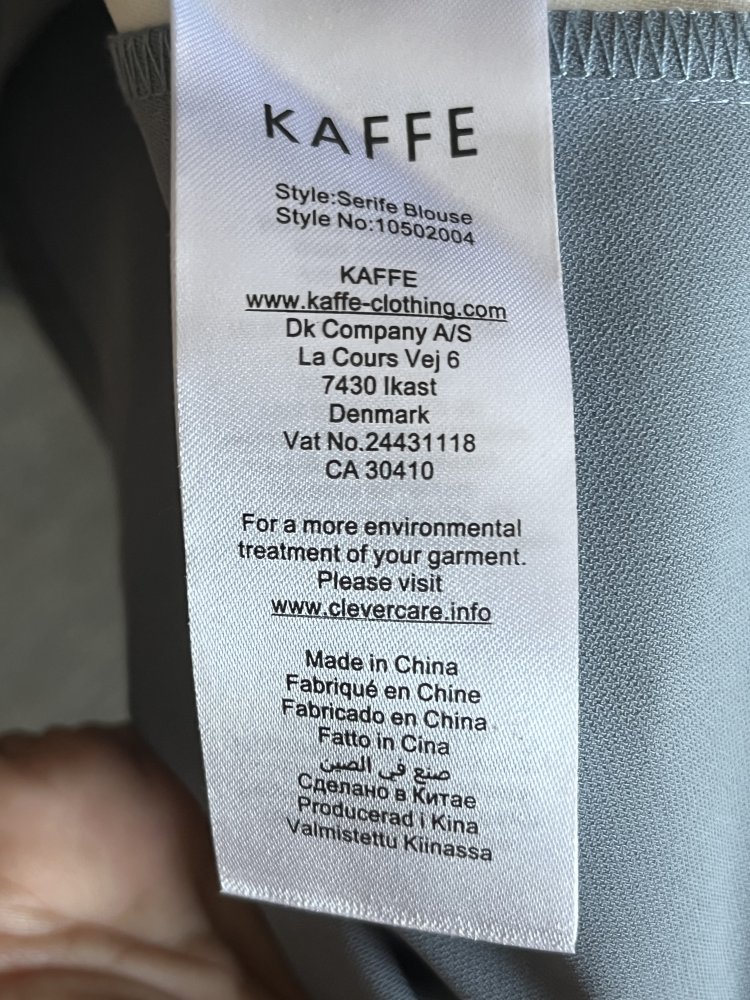 KAFFE
Style:Serife Blouse
Style No:10502004
KAFFE
www.kaffe-clothing.com
Dk Company A/S
La Cours Vej 6
7430 Ikast
Denmark
Vat No.24431118
CA 30410
For a more environmental
treatment of your garment.
Please visit
www.clevercare.info
Made in China
Fabriqué en Chine
Fabricado en China
Fatto in Cina
صنع في الصين
Сделано в Китае
Producerad i Kina
Valmistettu Kiinassa